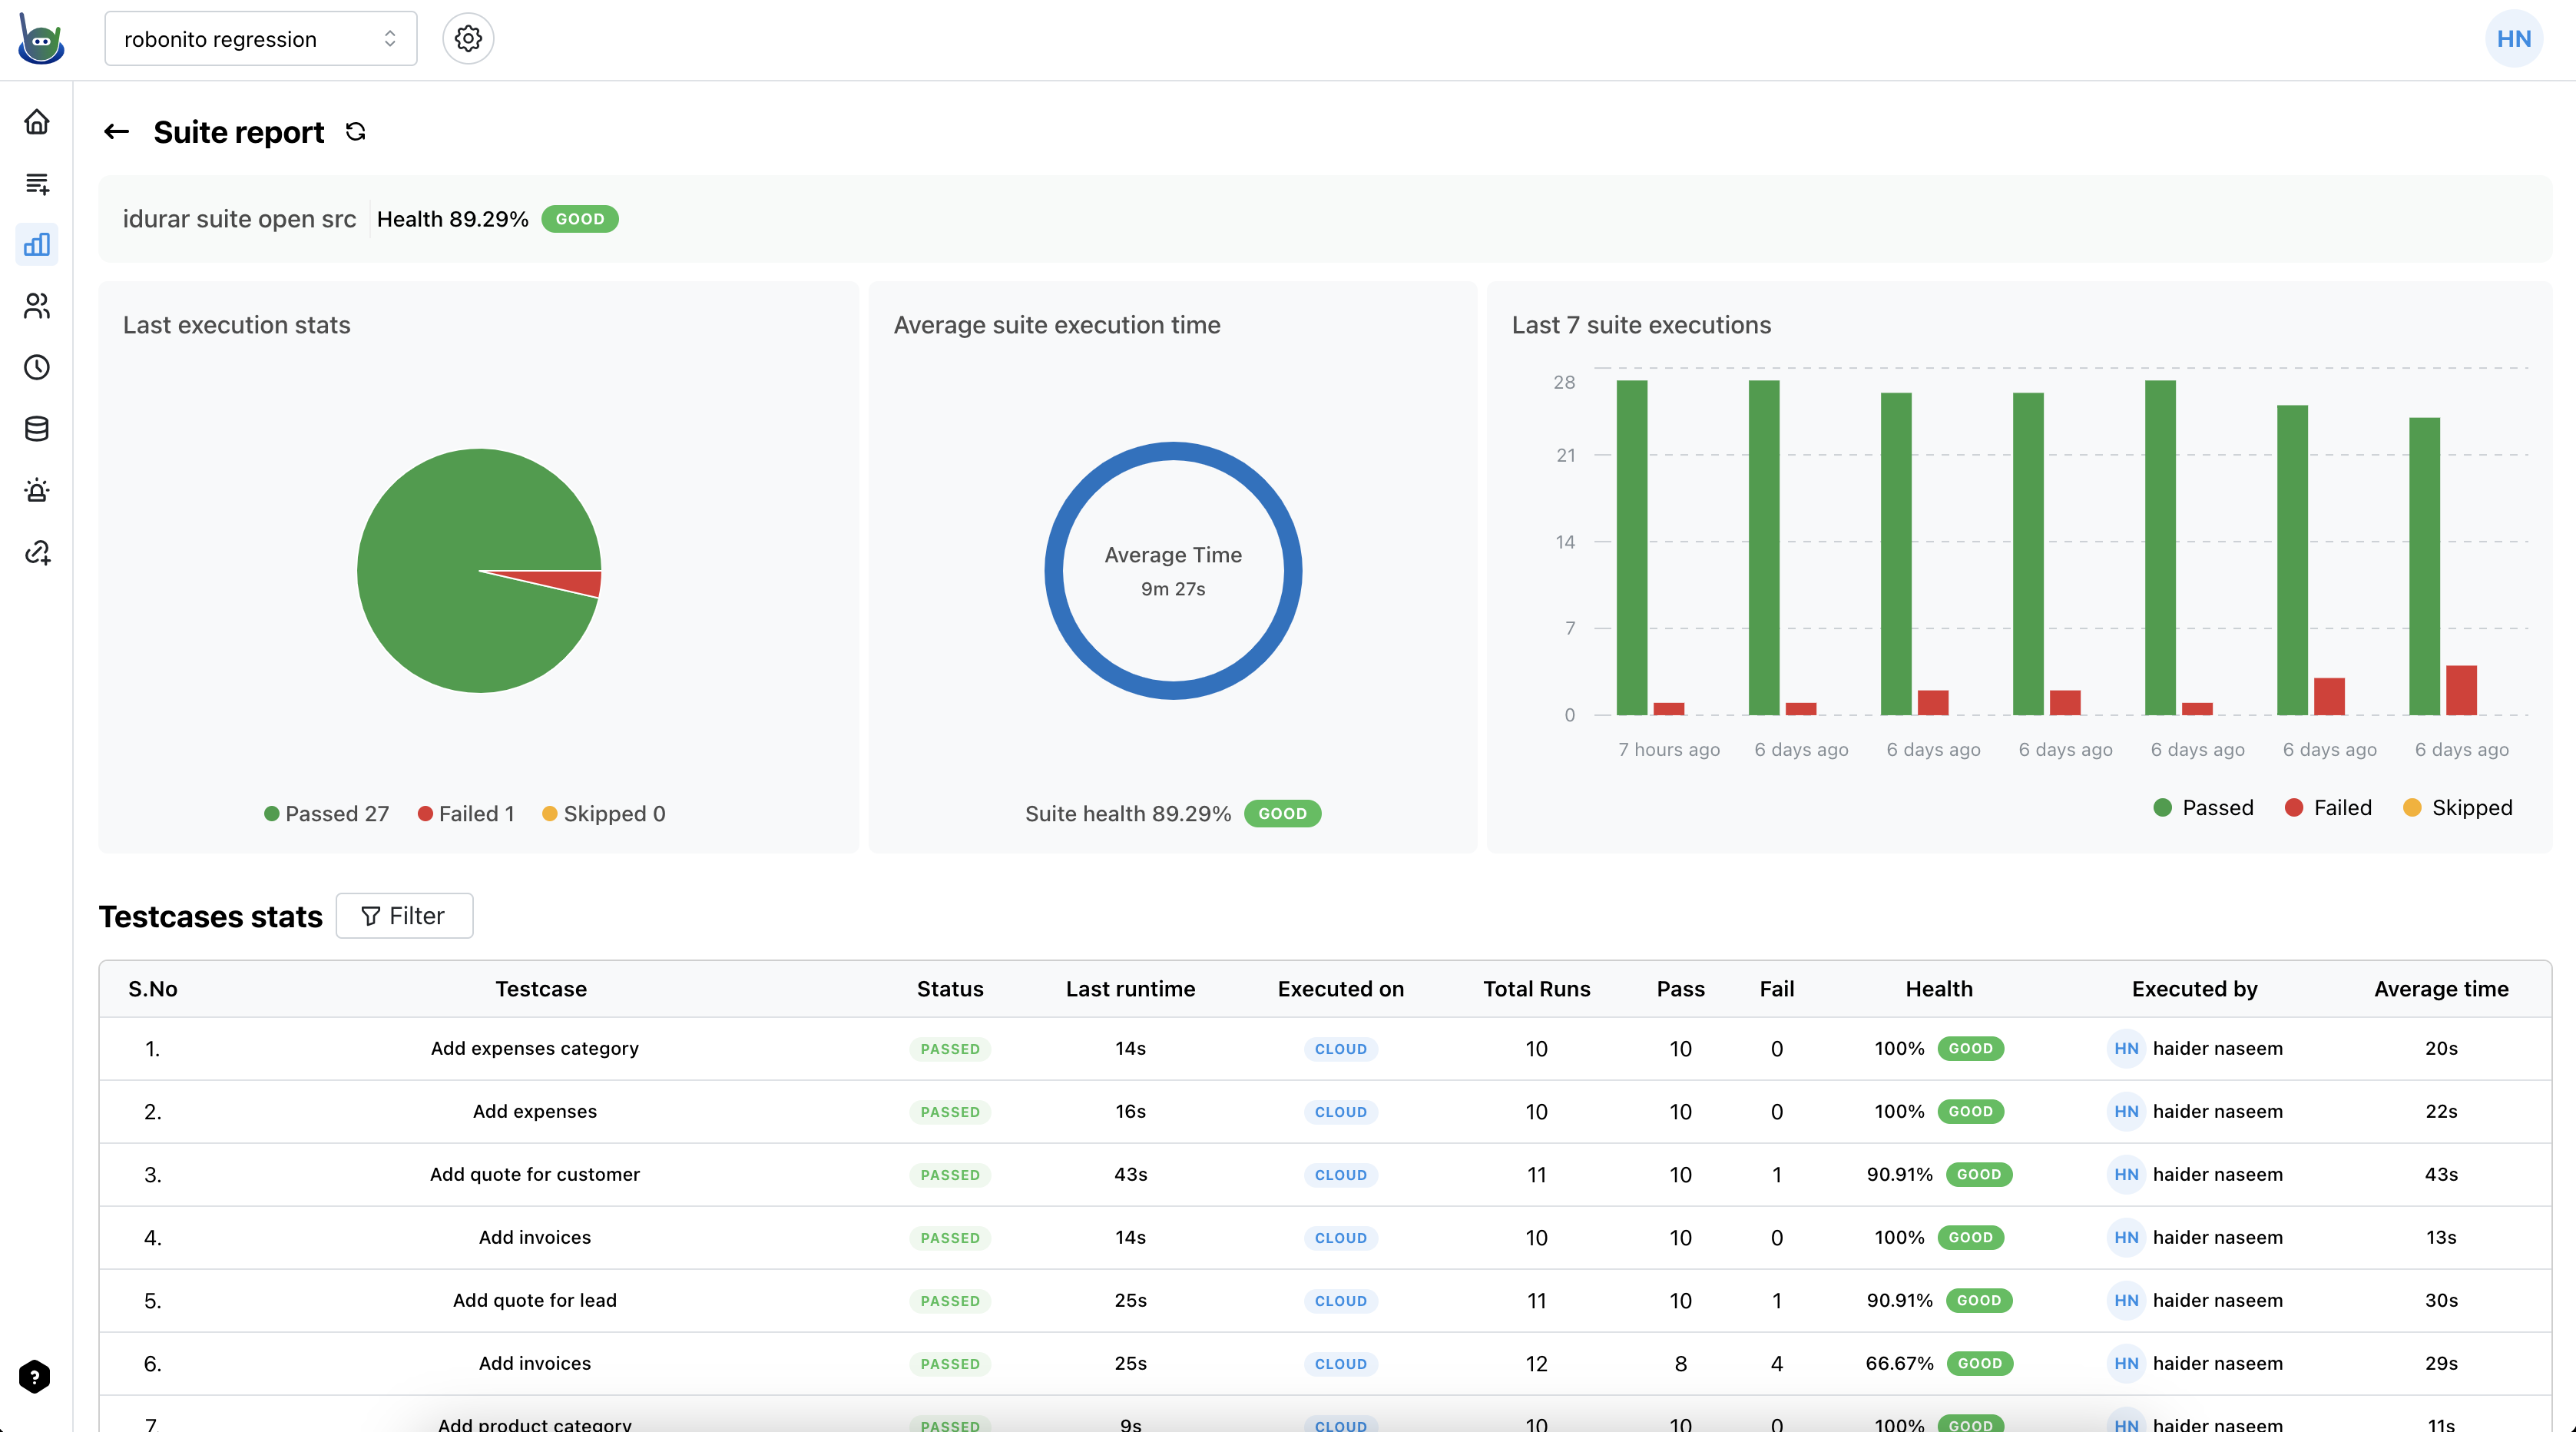 robonito regression
HN
Suite report
idurar suite open src Health 89.29% GOOD
Last execution stats
Passed 27 Failed 1 Skipped 0
Average suite execution time
Average Time
9m 27s
Suite health 89.29% GOOD
Last 7 suite executions
28
21
14
7
0
7 hours ago 6 days ago 6 days ago 6 days ago 6 days ago 6 days ago 6 days ago
Passed Failed Skipped
Testcases stats Filter
S.No Testcase Status Last runtime Executed on Total Runs Pass Fail Health Executed by Average time
1. Add expenses category PASSED 14s CLOUD 10 10 0 100% GOOD HN haider naseem 20s
2. Add expenses PASSED 16s CLOUD 10 10 0 100% GOOD HN haider naseem 22s
3. Add quote for customer PASSED 43s CLOUD 11 10 1 90.91% GOOD HN haider naseem 43s
4. Add invoices PASSED 14s CLOUD 10 10 0 100% GOOD HN haider naseem 13s
5. Add quote for lead PASSED 25s CLOUD 11 10 1 90.91% GOOD HN haider naseem 30s
6. Add invoices PASSED 25s CLOUD 12 8 4 66.67% GOOD HN haider naseem 29s
7. Add product category PASSED 9s CLOUD 10 10 0 100% GOOD HN haider naseem 11s
?